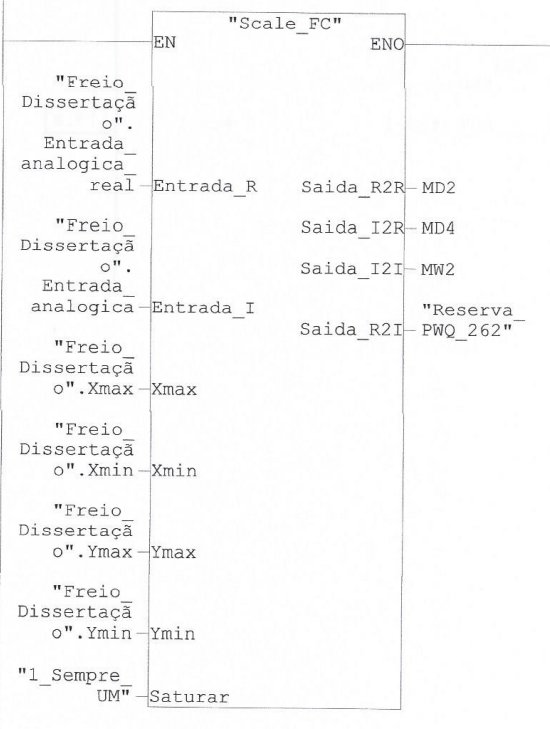 "Scale_FC"
EN
ENO
"Freio_
Dissertaçã
o".
Entrada_
analogica_
real
Entrada_R
Saida_R2R
MD2
"Freio_
Dissertaçã
o".
Entrada_
analogica
Entrada_I
Saida_I2R
MD4
Saida_I2I
MW2
Saida_R2I
"Reserva_
PWQ_262"
"Freio_
Dissertaçã
o".Xmax
Xmax
"Freio_
Dissertaçã
o".Xmin
Xmin
"Freio_
Dissertaçã
o".Ymax
Ymax
"Freio_
Dissertaçã
o".Ymin
Ymin
"1_Sempre_
UM"
Saturar